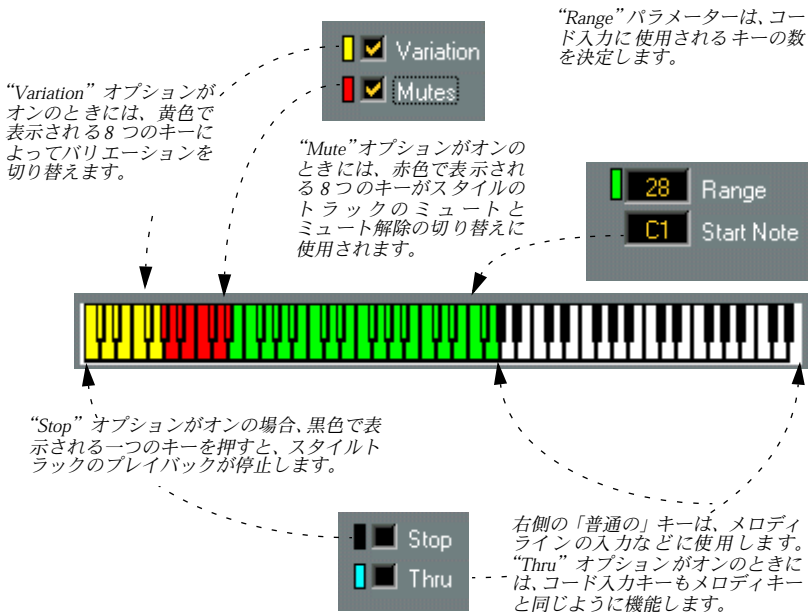 “Range”パラメーターは、コー
ド入力に使用されるキーの数
を決定します。
Variation
Mutes
“Variation” オプションが
オンのときには、黄色で
表示される8 つのキーに
よってバリエーションを
切り替えます。
“Mute”オプションがオンの
ときには、赤色で表示され
る 8 つのキーがスタイルの
トラックのミュートと
ミュート解除の切り替えに
使用されます。
28 Range
C1 Start Note
“Stop” オプションがオンの場合、黒色で表
示される一つのキーを押すと、スタイルト
ラックのプレイバックが停止します。
Stop
Thru
右側の「普通の」キーは、メロディ
ラインの入力などに使用します。
“Thru” オプションがオンのときに
は、コード入力キーもメロディキー
と同じように機能します。